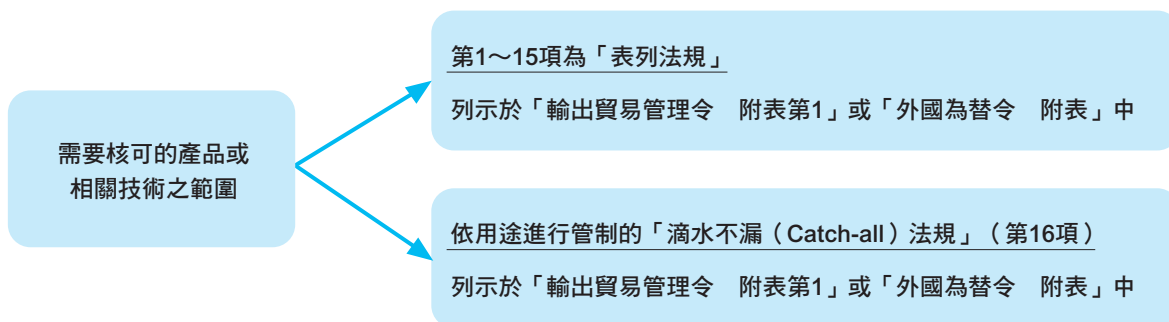 需要核可的產品或
相關技術之範圍
第1～15項為「表列法規」
列示於「輸出貿易管理令　附表第1」或「外國為替令　附表」中
依用途進行管制的「滴水不漏（Catch-all）法規」（第16項）
列示於「輸出貿易管理令　附表第1」或「外國為替令　附表」中